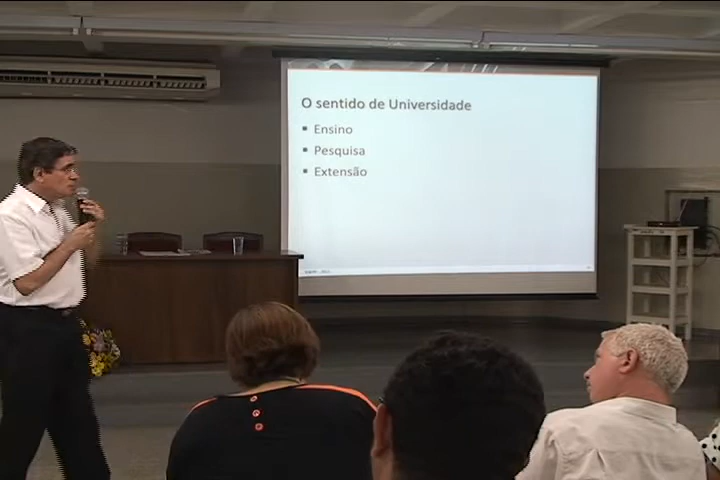 O sentido de Universidade
▪ Ensino
▪ Pesquisa
▪ Extensão